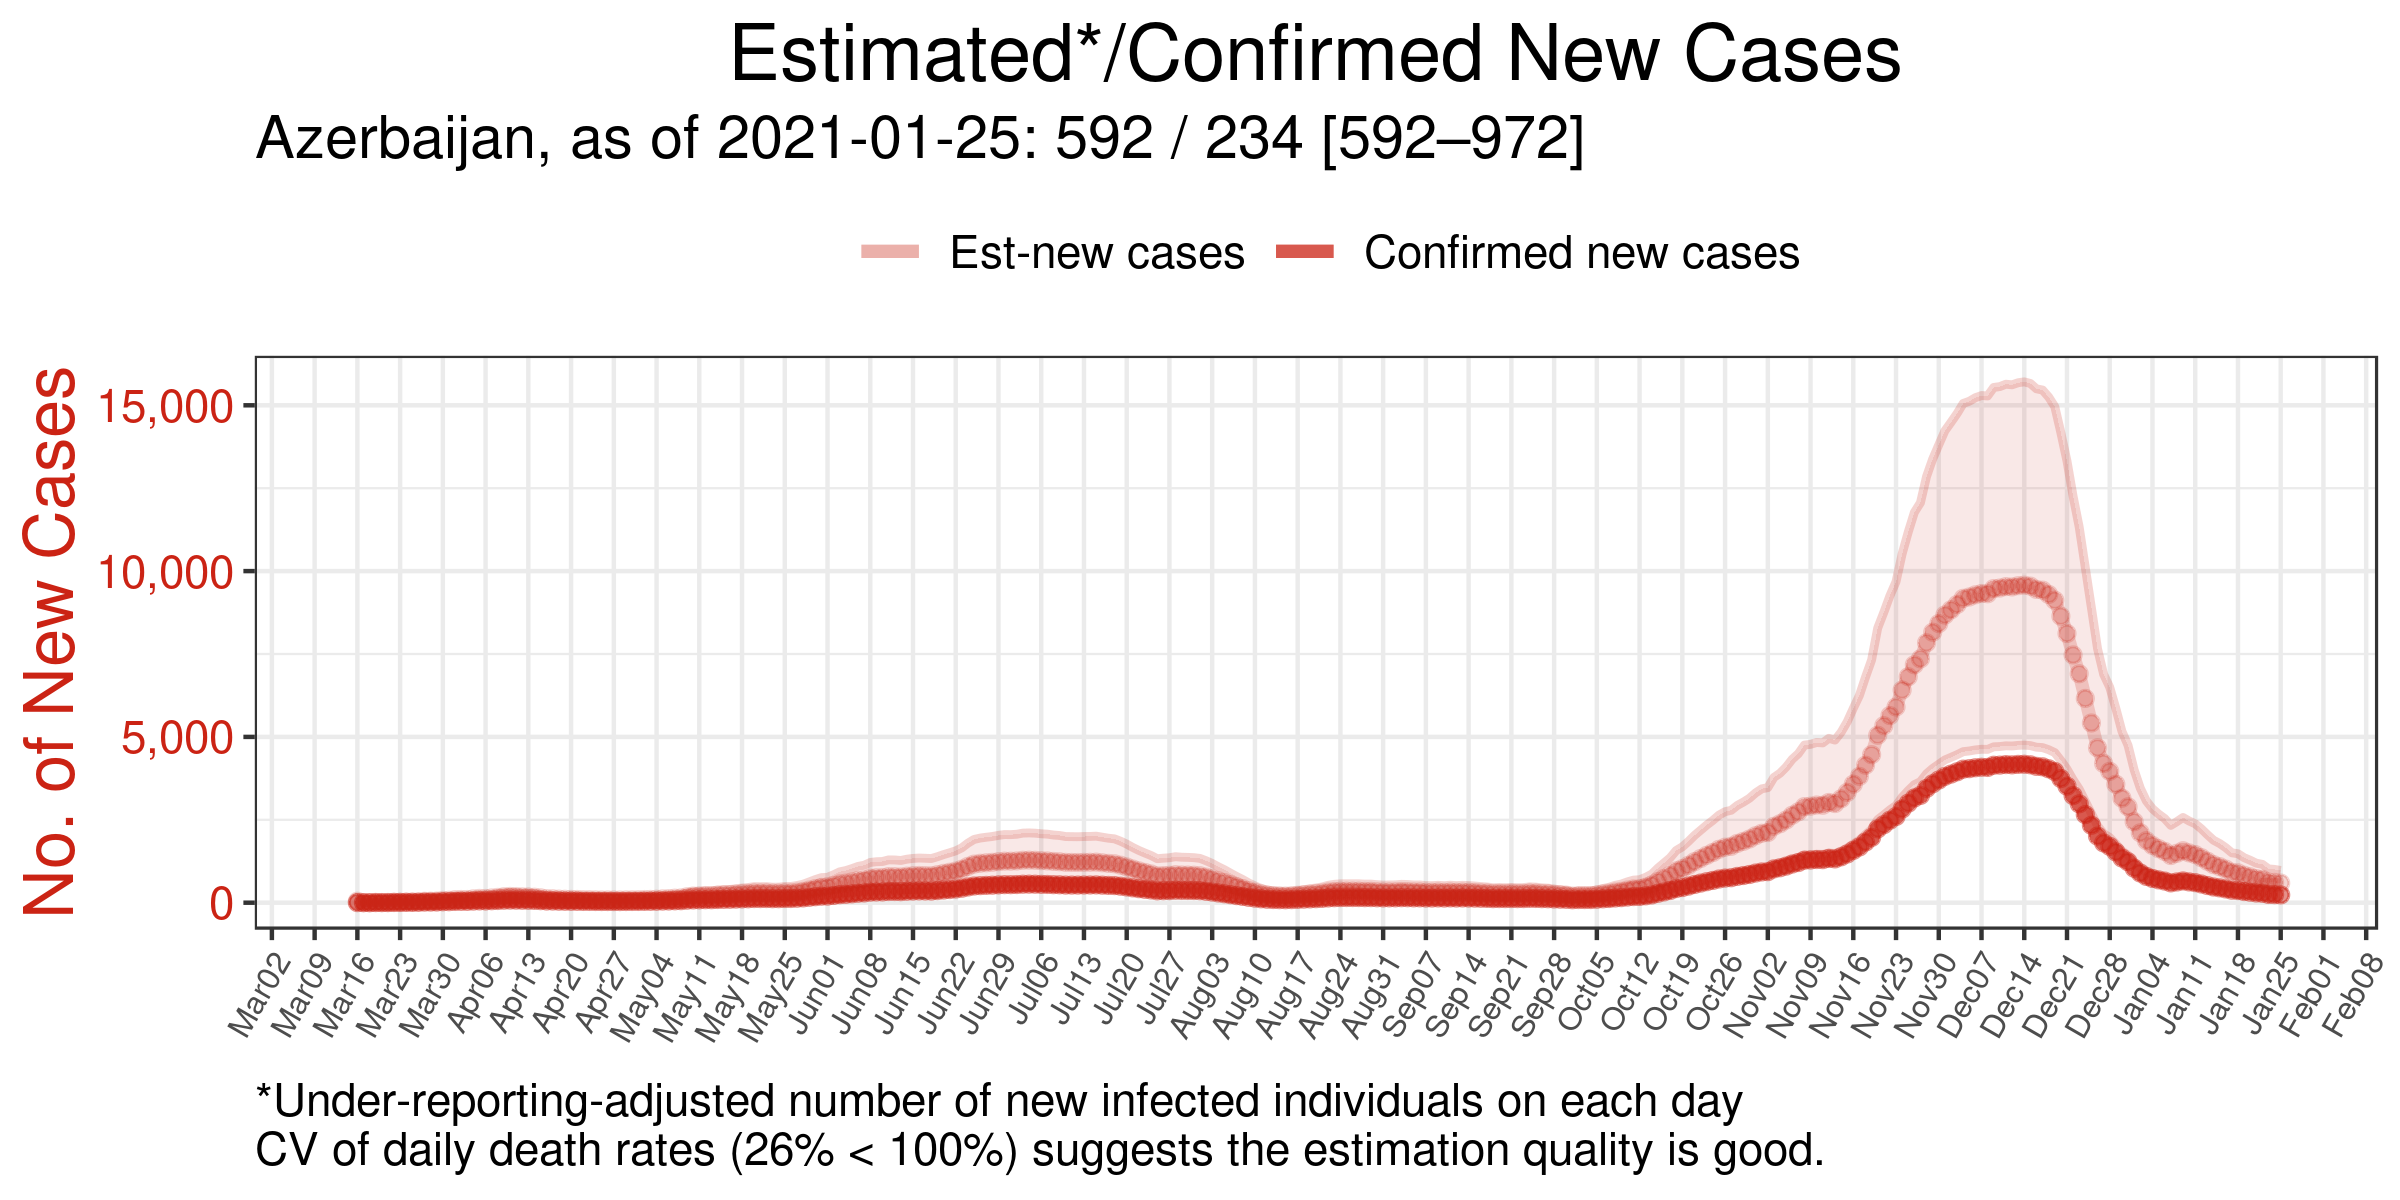 Estimated*/Confirmed New Cases
Azerbaijan, as of 2021-01-25: 592 / 234 [592–972]
Est-new cases Confirmed new cases
No. of New Cases
15,000
10,000
5,000
0
Mar02 Mar09 Mar16 Mar23 Mar30 Apr06 Apr13 Apr20 Apr27 May04 May11 May18 May25 Jun01 Jun08 Jun15 Jun22 Jun29 Jul06 Jul13 Jul20 Jul27 Aug03 Aug10 Aug17 Aug24 Aug31 Sep07 Sep14 Sep21 Sep28 Oct05 Oct12 Oct19 Oct26 Nov02 Nov09 Nov16 Nov23 Nov30 Dec07 Dec14 Dec21 Dec28 Jan04 Jan11 Jan18 Jan25 Feb01 Feb08
*Under-reporting-adjusted number of new infected individuals on each day
CV of daily death rates (26% < 100%) suggests the estimation quality is good.